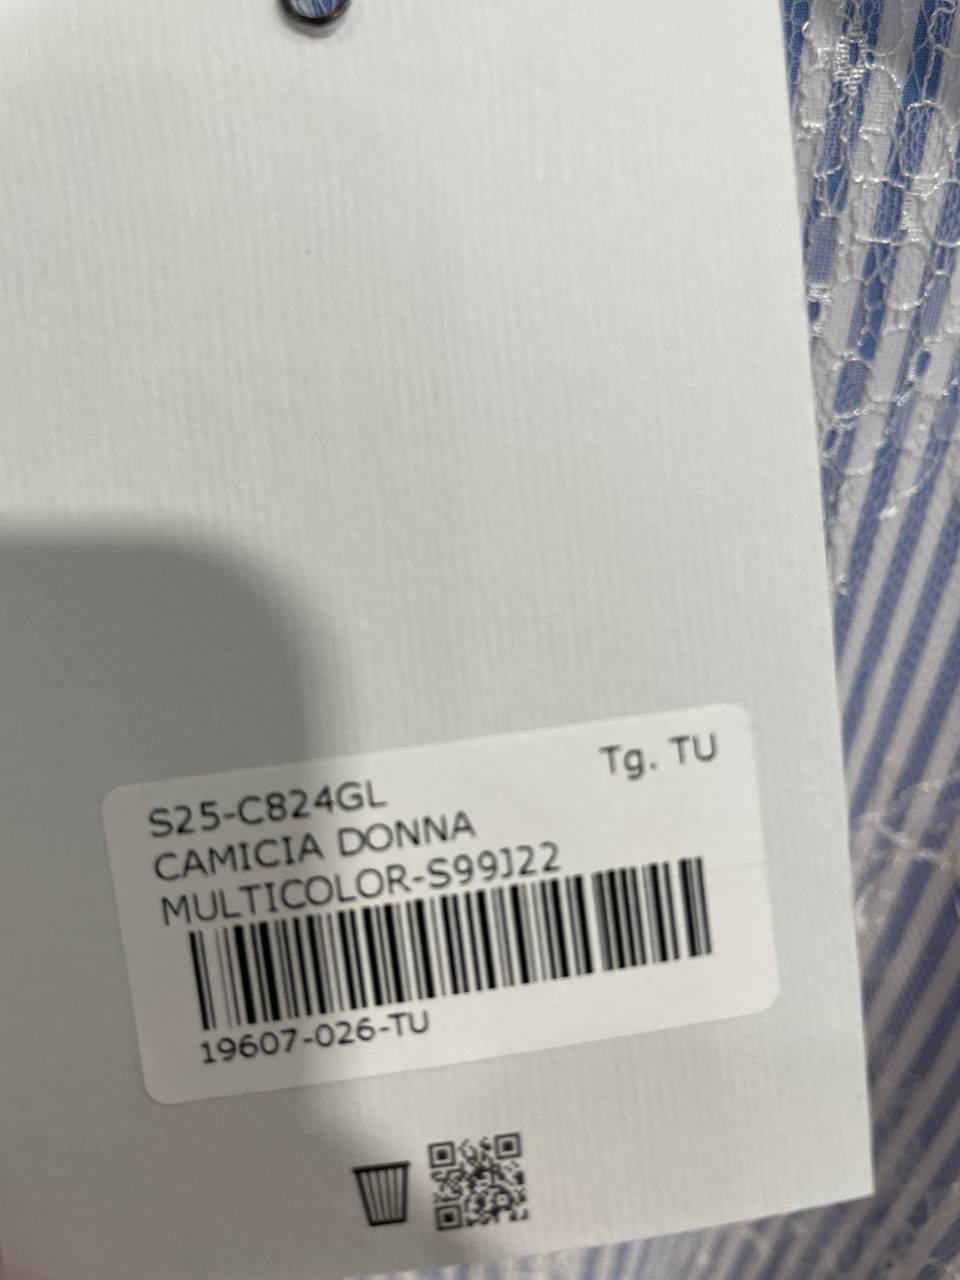 S25-C824GL Tg. TU
CAMICIA DONNA
MULTICOLOR-S99J22
19607-026-TU